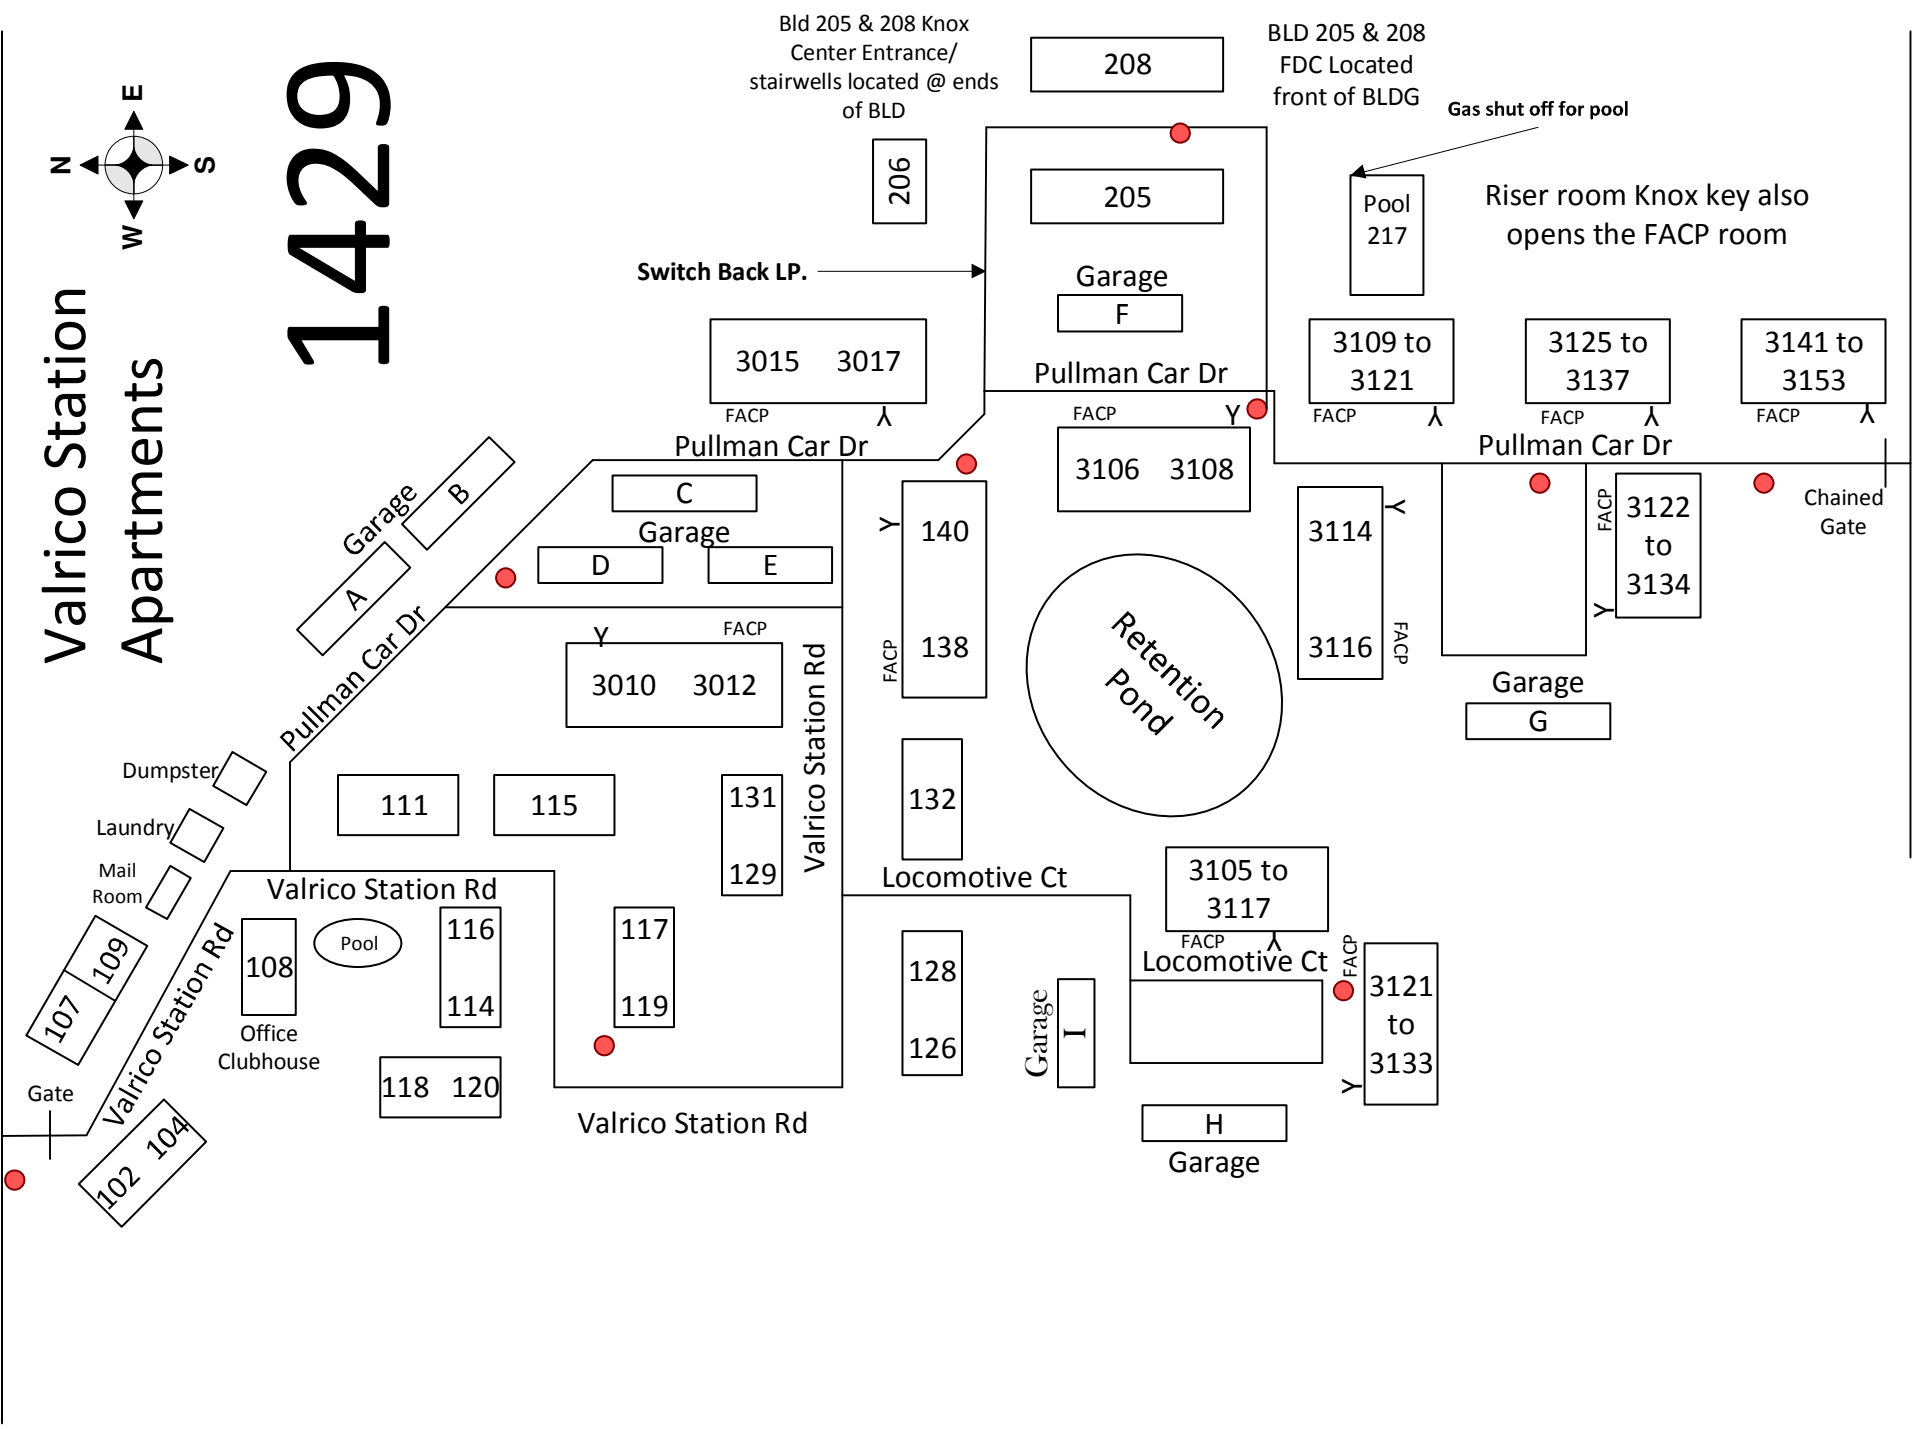 Valrico Station
Apartments
1429
N
E
S
W
Bld 205 & 208 Knox
Center Entrance/
stairwells located @ ends
of BLD
208
BLD 205 & 208
FDC Located
front of BLDG
Gas shut off for pool
206
205
Pool
217
Riser room Knox key also
opens the FACP room
Switch Back LP.
Garage
F
3015 3017
FACP
Y
Pullman Car Dr
Pullman Car Dr
3109 to
3121
FACP
Y
3125 to
3137
FACP
Y
3141 to
3153
FACP
Y
Pullman Car Dr
Chained
Gate
FACP
Y
3106 3108
Garage
A
B
C
Garage
D
E
Pullman Car Dr
Y
140
138
FACP
Y
3114
3116
FACP
FACP
3122
to
3134
Y
Y
FACP
3010 3012
Valrico Station Rd
Retention
Pond
Garage
G
Dumpster
Laundry
Mail
Room
111
115
131
129
132
Valrico Station Rd
Locomotive Ct
3105 to
3117
FACP
Y
Locomotive Ct
107
109
Valrico Station Rd
108
Office
Clubhouse
Pool
116
114
117
119
128
126
Garage
I
FACP
3121
to
3133
Y
118 120
Gate
102 104
Valrico Station Rd
H
Garage